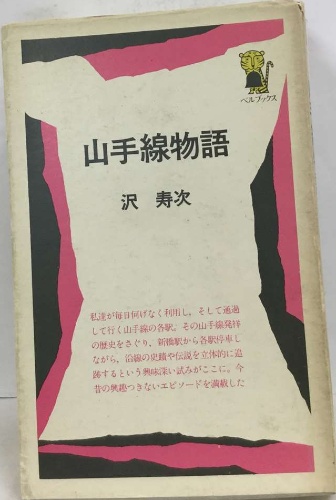 ベルブックス
山手線物語
沢 寿次
私達が毎日何げなく利用し、そして通過
して行く山手線の各駅。その山手線発祥
の歴史をさぐり、新橋駅から各駅停車し
ながら、沿線の史蹟や伝説を立体的に追
跡するという興味深い試みがここに。今
昔の興趣つきないエピソードを満載した